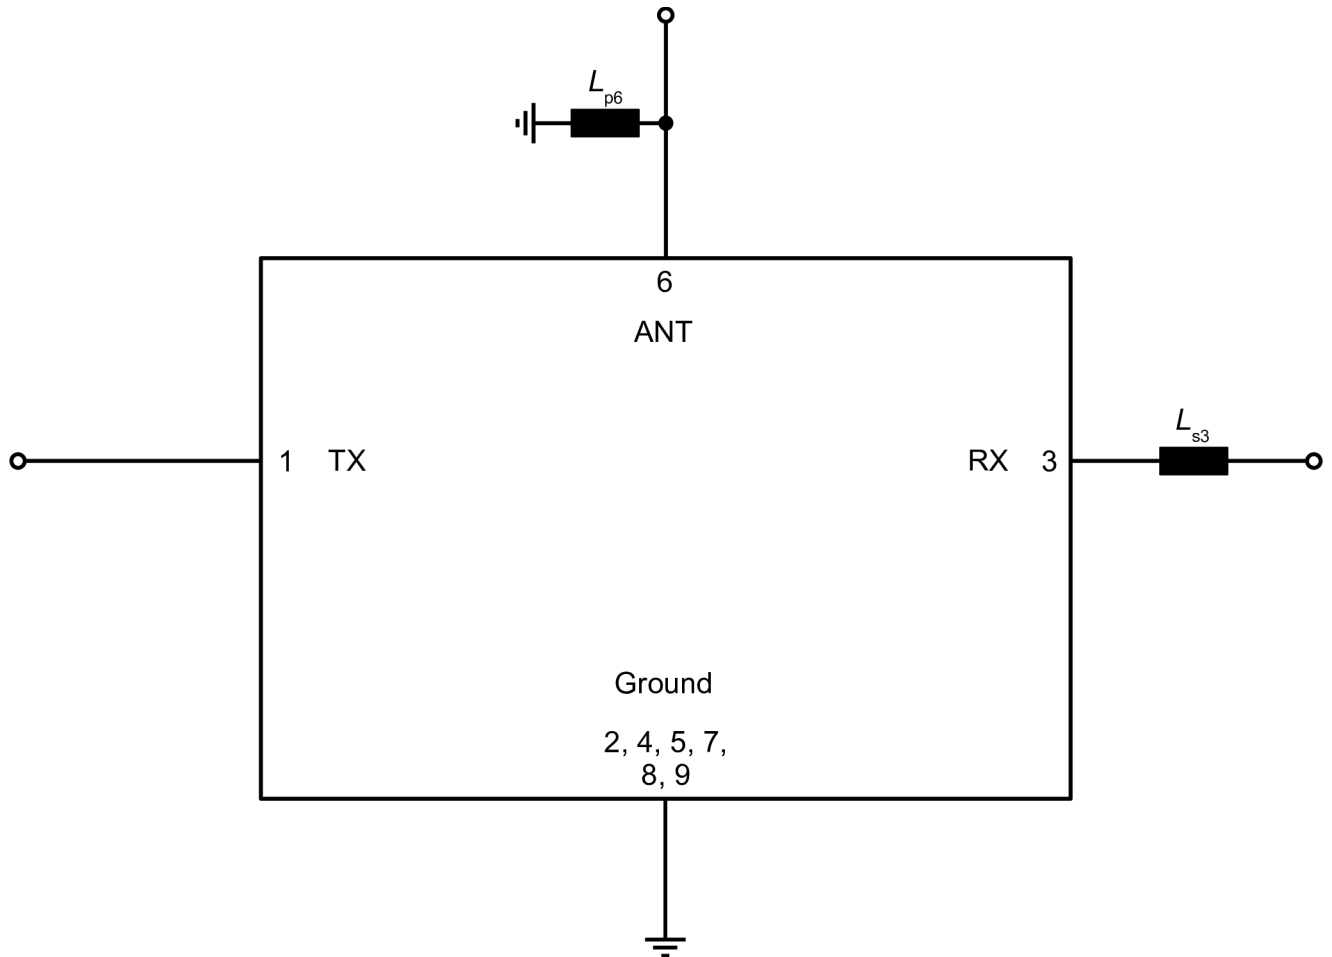 Lp6
6
ANT
Ls3
1 TX
RX 3
Ground
2, 4, 5, 7,
8, 9